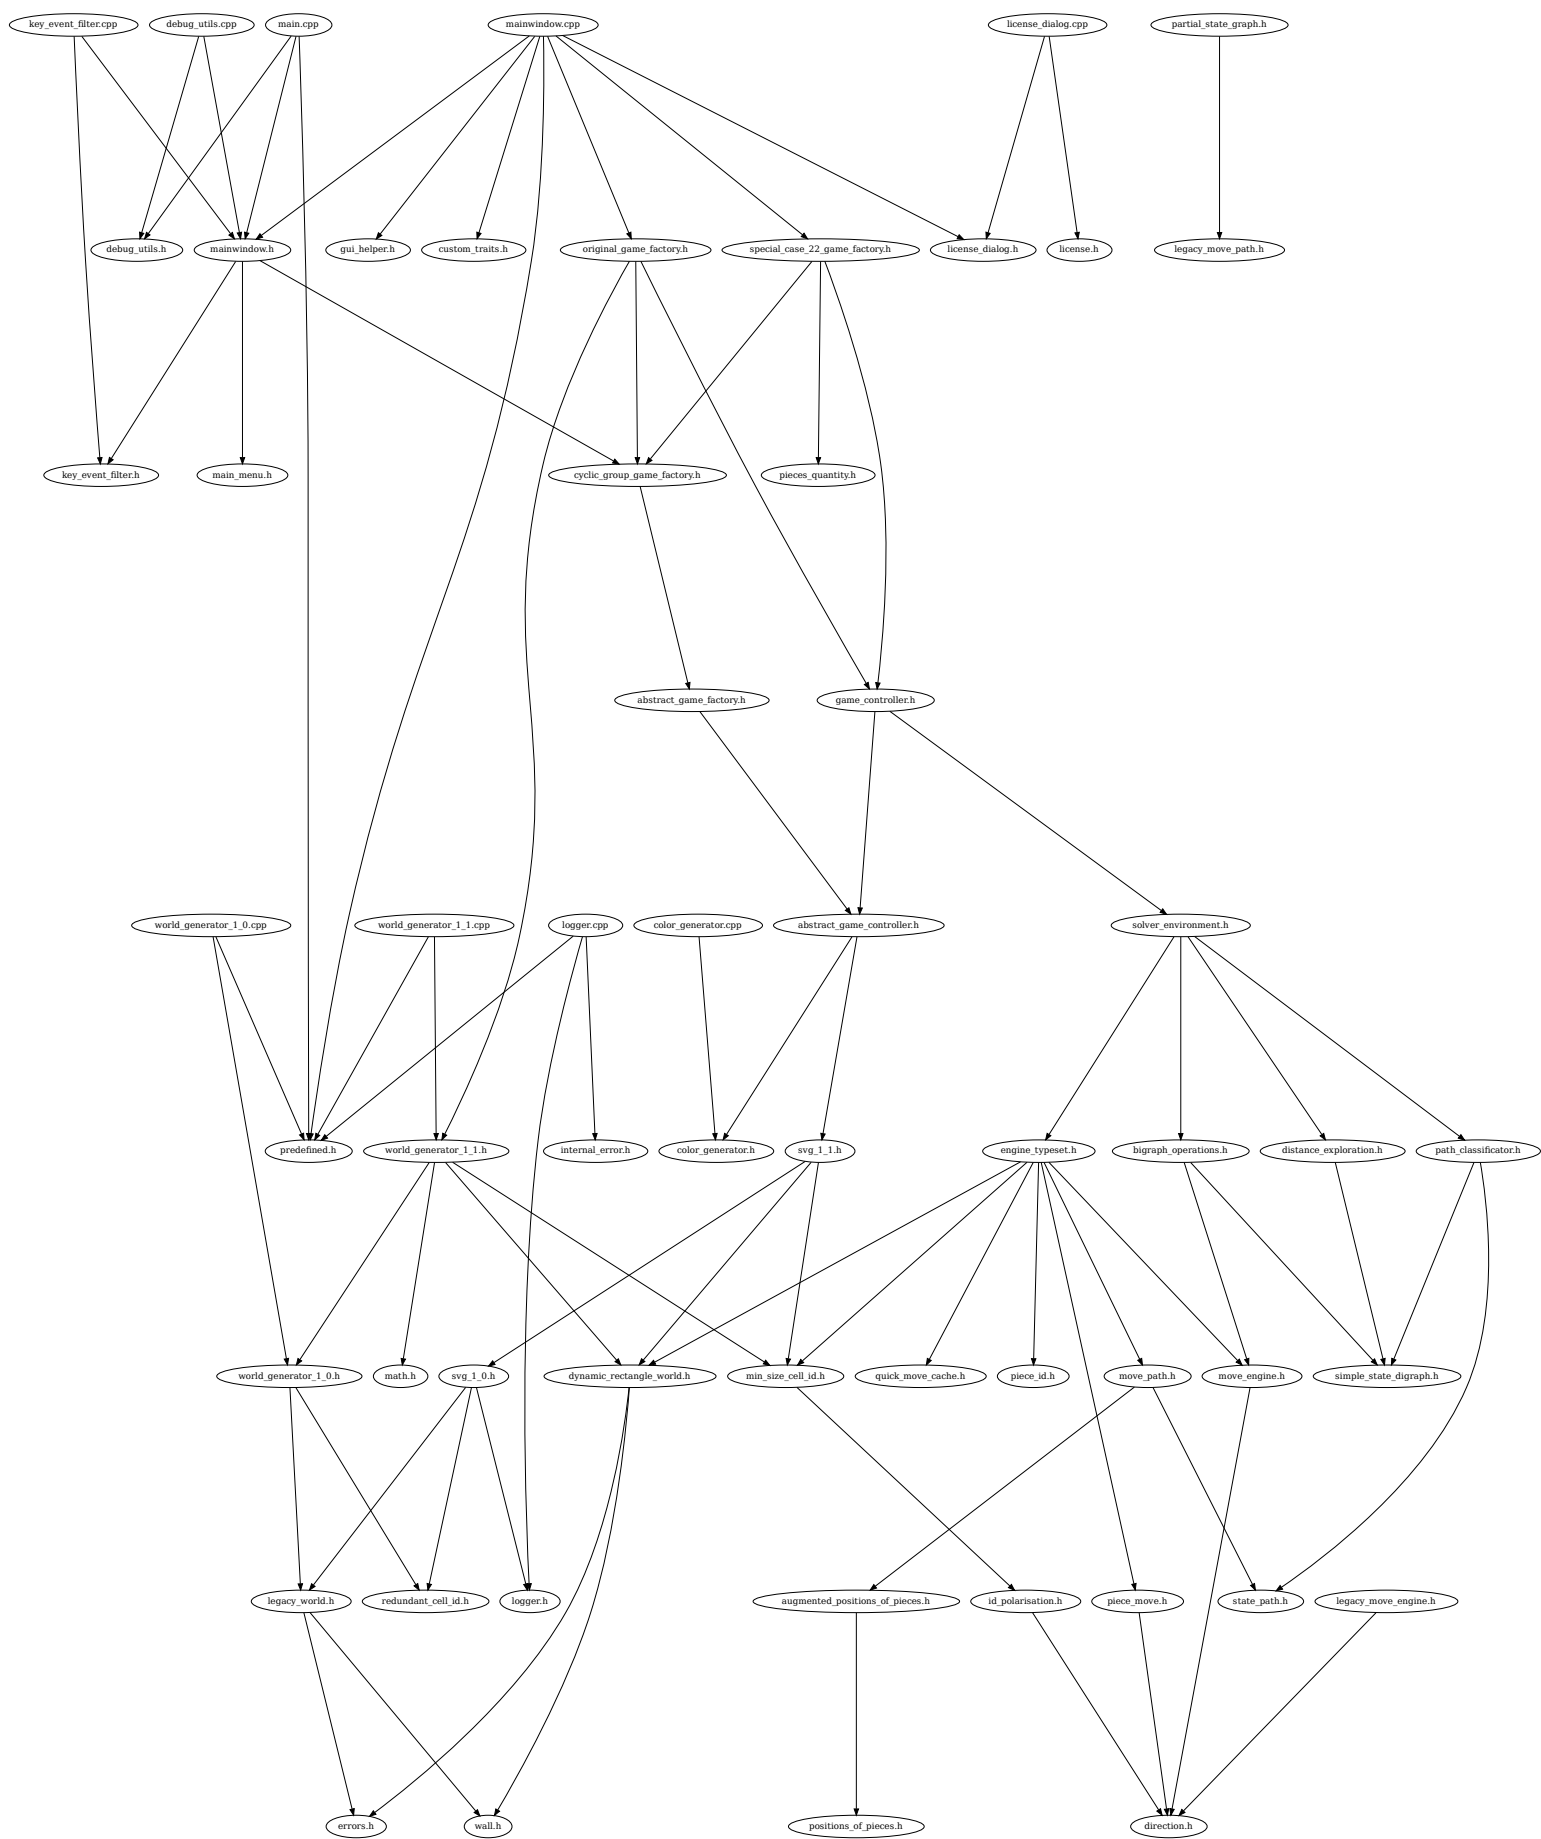 key_event_filter.cpp
debug_utils.cpp
main.cpp
mainwindow.cpp
license_dialog.cpp
partial_state_graph.h
debug_utils.h
mainwindow.h
gui_helper.h
custom_traits.h
original_game_factory.h
special_case_22_game_factory.h
license_dialog.h
license.h
legacy_move_path.h
key_event_filter.h
main_menu.h
cyclic_group_game_factory.h
pieces_quantity.h
abstract_game_factory.h
game_controller.h
world_generator_1_0.cpp
world_generator_1_1.cpp
logger.cpp
color_generator.cpp
abstract_game_controller.h
solver_environment.h
predefined.h
world_generator_1_1.h
internal_error.h
color_generator.h
svg_1_1.h
engine_typeset.h
bigraph_operations.h
distance_exploration.h
path_classificator.h
world_generator_1_0.h
math.h
svg_1_0.h
dynamic_rectangle_world.h
min_size_cell_id.h
quick_move_cache.h
piece_id.h
move_path.h
move_engine.h
simple_state_digraph.h
legacy_world.h
redundant_cell_id.h
logger.h
augmented_positions_of_pieces.h
id_polarisation.h
piece_move.h
state_path.h
legacy_move_engine.h
errors.h
wall.h
positions_of_pieces.h
direction.h